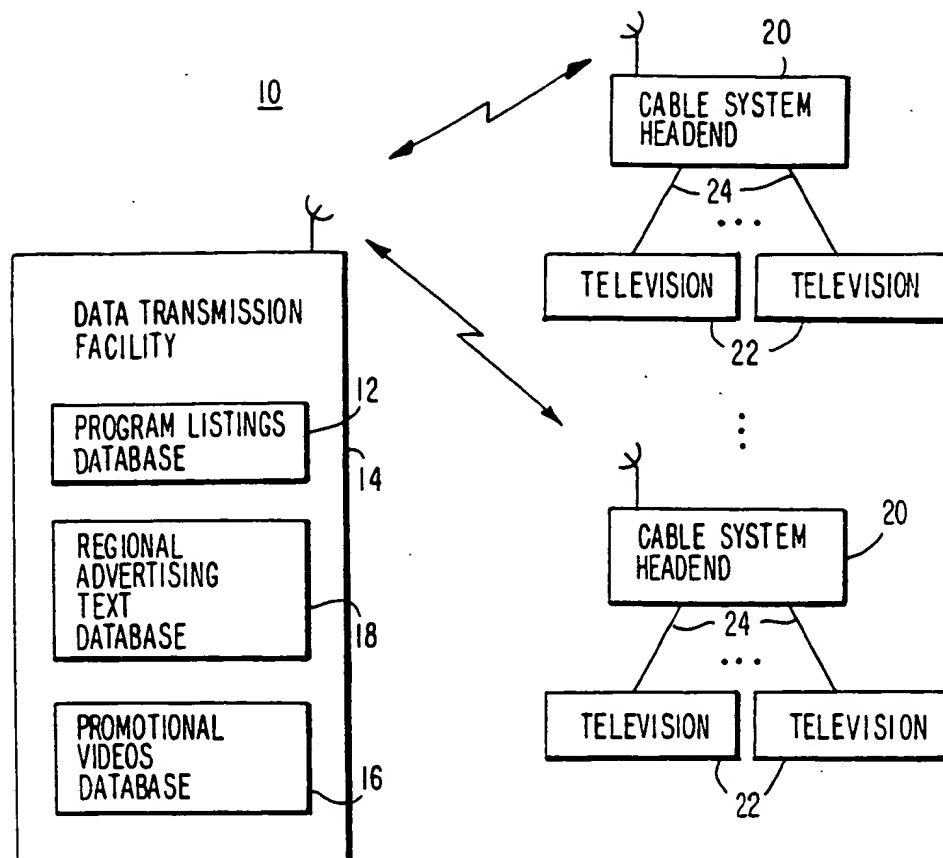 10
DATA TRANSMISSION
FACILITY
12
PROGRAM LISTINGS
DATABASE
14
REGIONAL
ADVERTISING
TEXT
DATABASE
18
PROMOTIONAL
VIDEOS
DATABASE
16
20
CABLE SYSTEM
HEADEND
24
...
TELEVISION
TELEVISION
22
...
20
CABLE SYSTEM
HEADEND
24
...
TELEVISION
TELEVISION
22